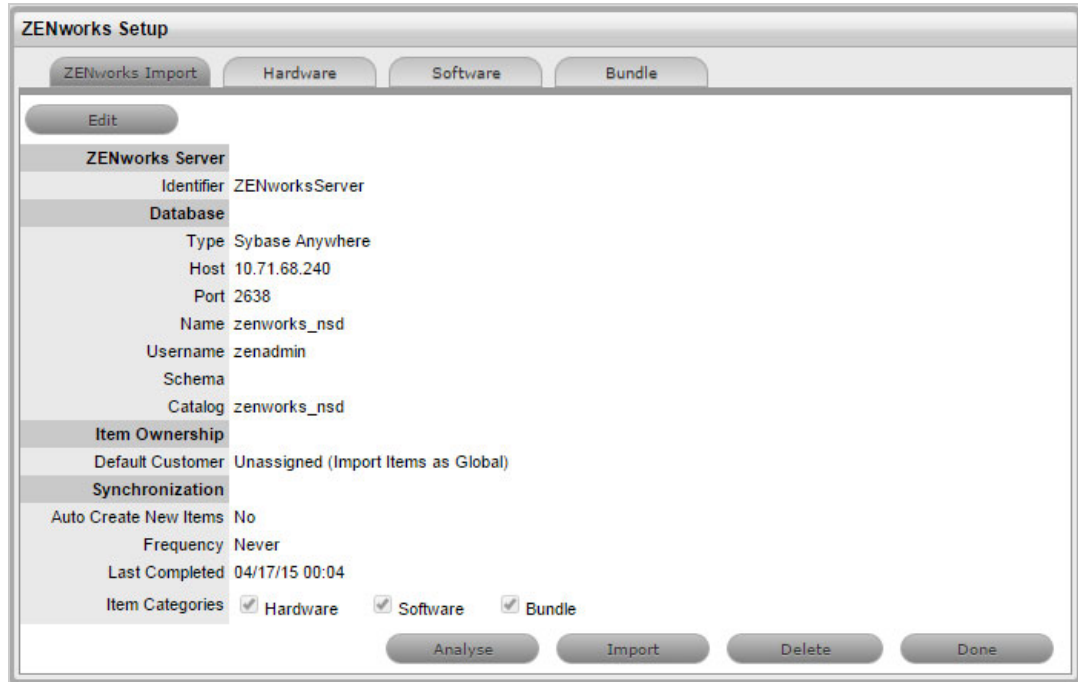 ZENworks Setup
ZENworks Import Hardware Software Bundle
Edit
ZENworks Server
Identifier ZENworksServer
Database
Type Sybase Anywhere
Host 10.71.68.240
Port 2638
Name zenworks_nsd
Username zenadmin
Schema
Catalog zenworks_nsd
Item Ownership
Default Customer Unassigned (Import Items as Global)
Synchronization
Auto Create New Items No
Frequency Never
Last Completed 04/17/15 00:04
Item Categories Hardware Software Bundle
Analyse Import Delete Done